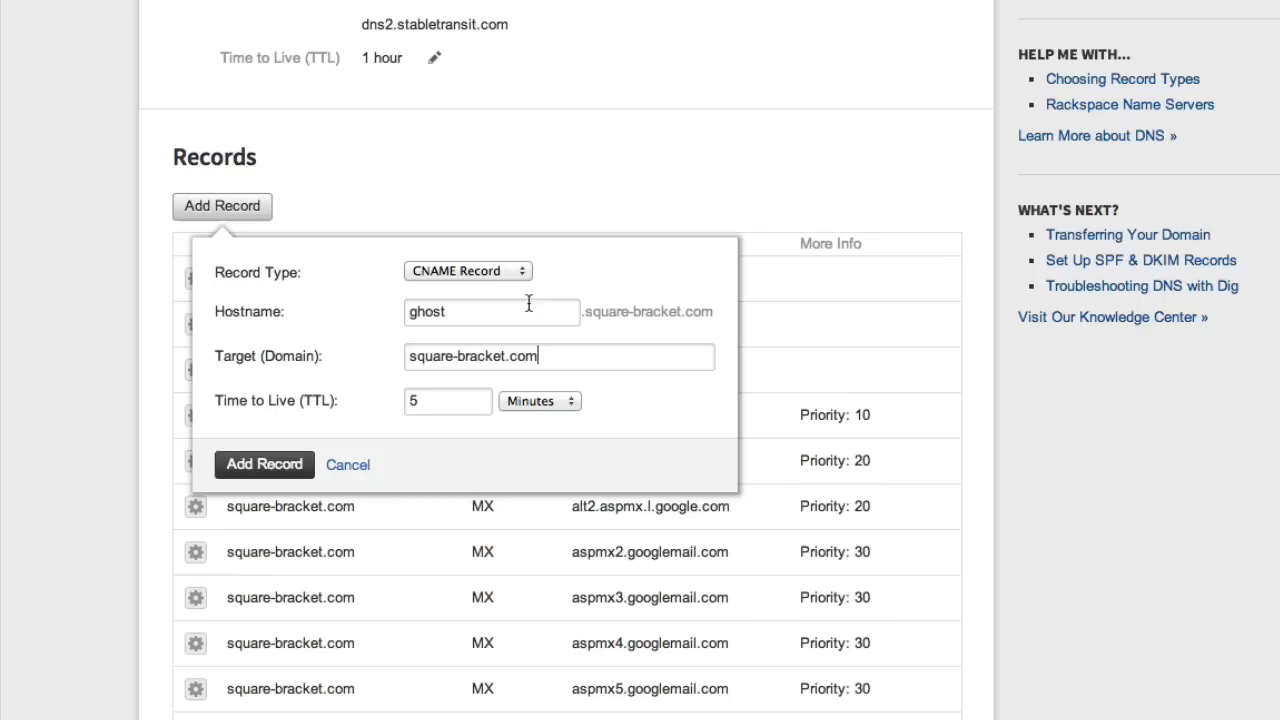 dns2.stabletransit.com
Time to Live (TTL) 1 hour
Records
Add Record
More Info
Record Type: CNAME Record
Hostname: ghost .square-bracket.com
Target (Domain): square-bracket.com
Time to Live (TTL): 5 Minutes
Priority: 10
Add Record Cancel
Priority: 20
square-bracket.com MX alt2.aspmx.l.google.com Priority: 20
square-bracket.com MX aspmx2.googlemail.com Priority: 30
square-bracket.com MX aspmx3.googlemail.com Priority: 30
square-bracket.com MX aspmx4.googlemail.com Priority: 30
square-bracket.com MX aspmx5.googlemail.com Priority: 30
HELP ME WITH...
Choosing Record Types
Rackspace Name Servers
Learn More about DNS »
WHAT'S NEXT?
Transferring Your Domain
Set Up SPF & DKIM Records
Troubleshooting DNS with Dig
Visit Our Knowledge Center »